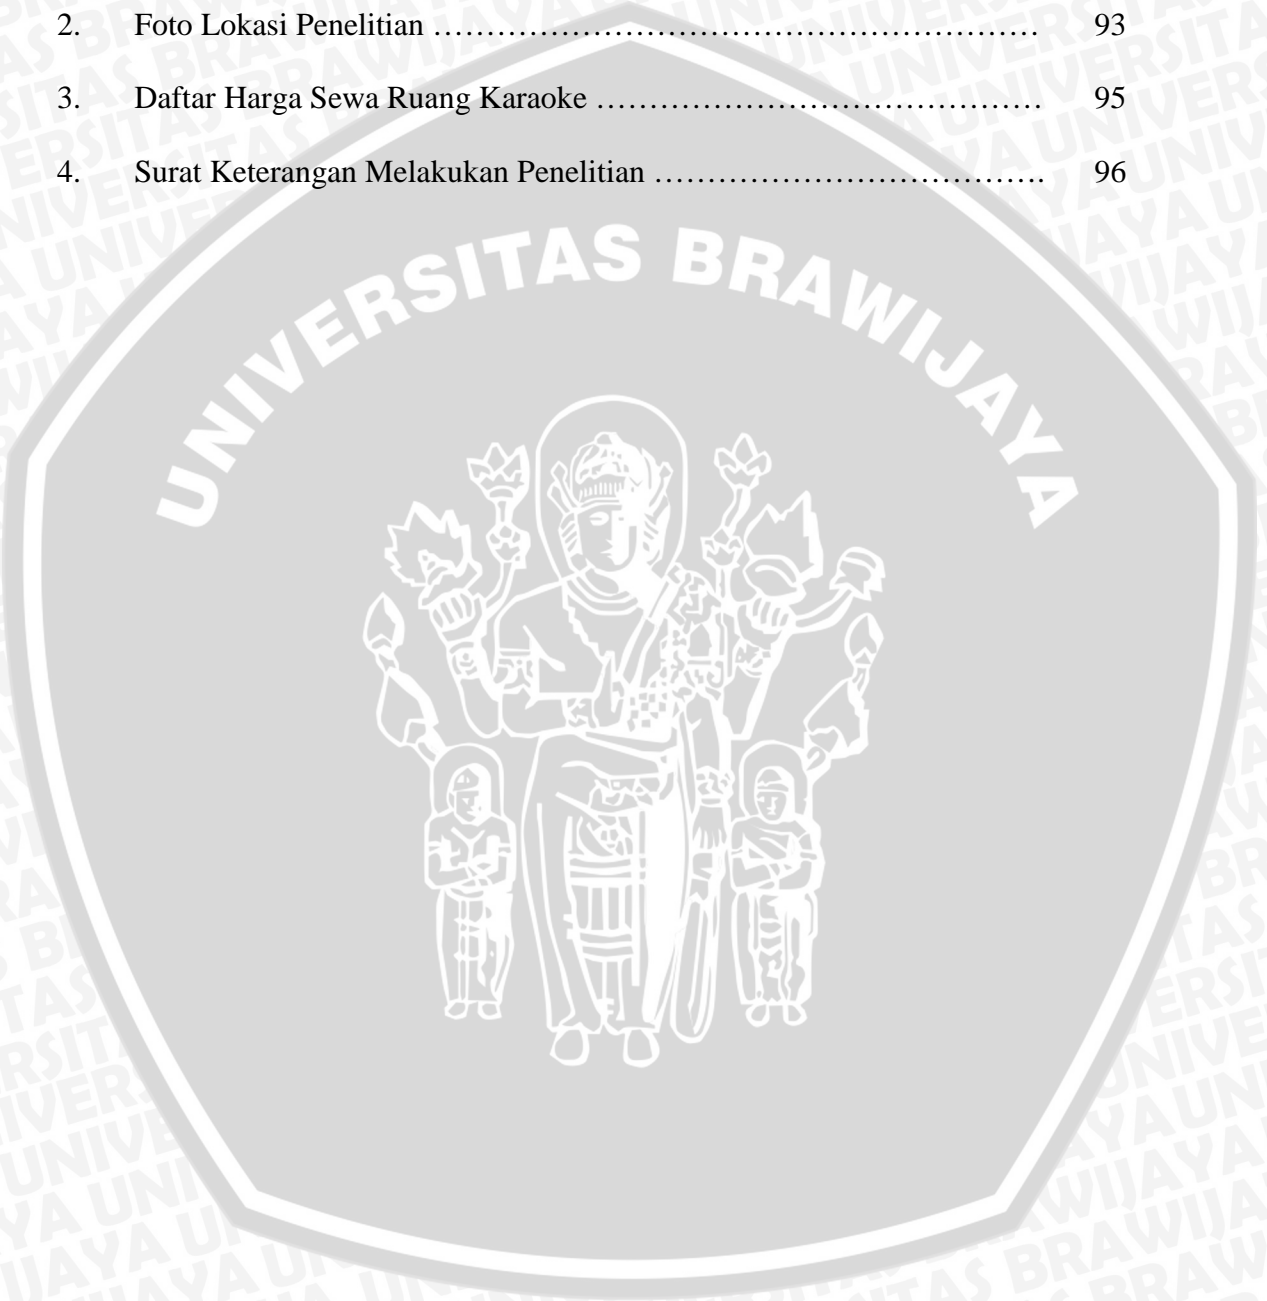 2. Foto Lokasi Penelitian ………………………………………………… 93
3. Daftar Harga Sewa Ruang Karaoke …………………………………… 95
4. Surat Keterangan Melakukan Penelitian ………………………………. 96
UNIVERSITAS BRAWIJAYA